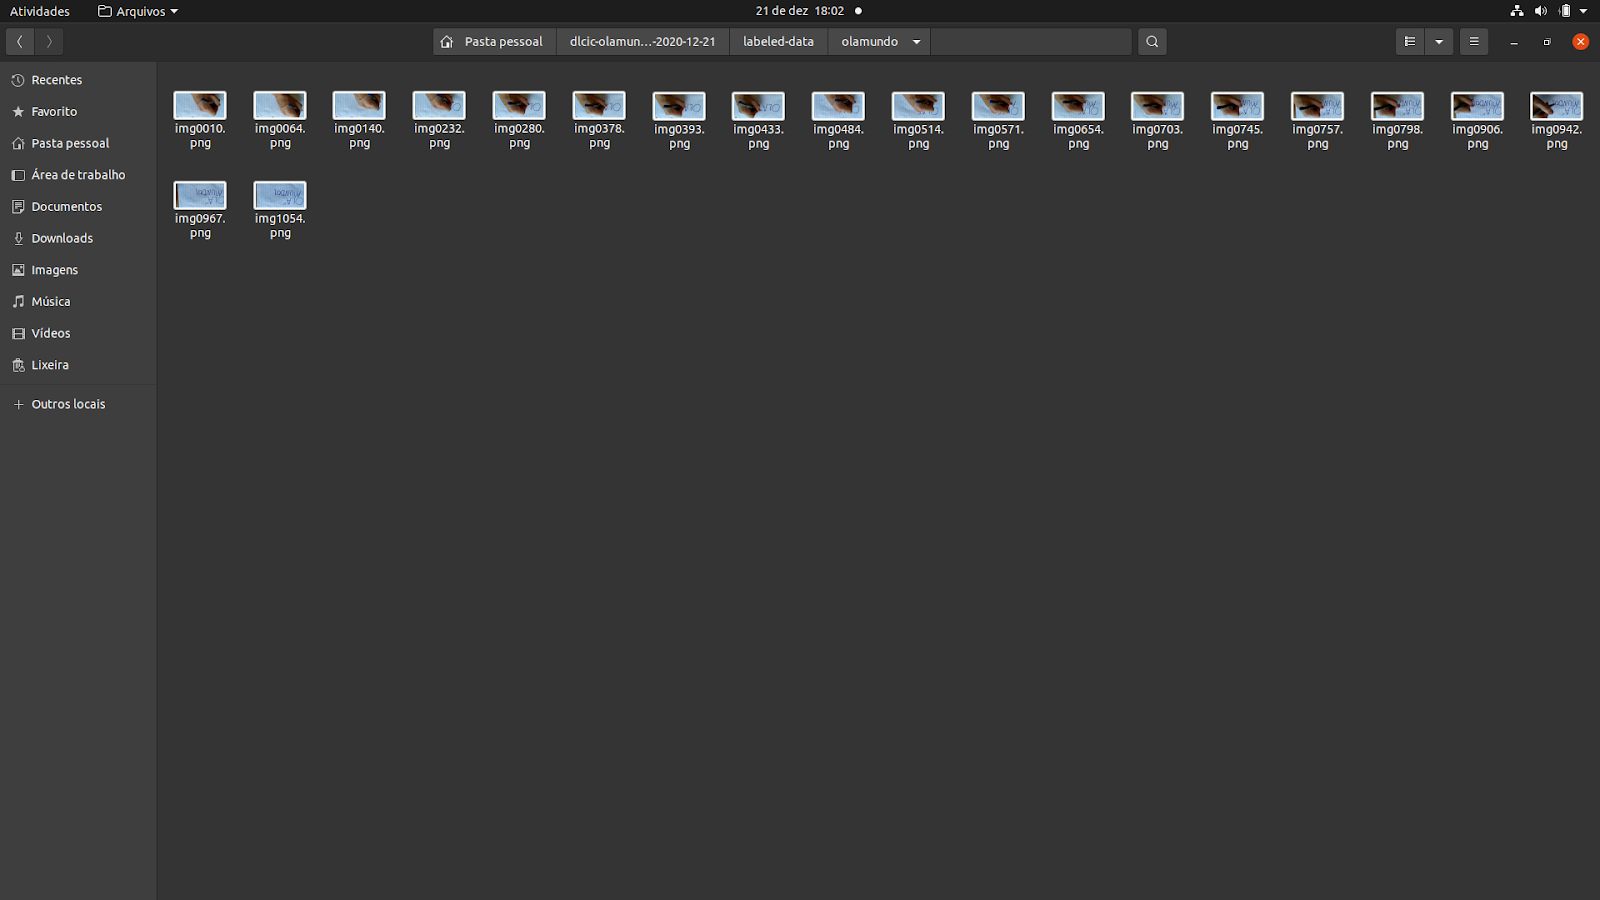 Atividades Arquivos 21 de dez 18:02
Pasta pessoal dlcic-olamun...-2020-12-21 labeled-data olamundo
Recentes
Favorito
Pasta pessoal
Área de trabalho
Documentos
Downloads
Imagens
Música
Vídeos
Lixeira
Outros locais
img0010. img0064. img0140. img0232. img0280. img0378. img0393. img0433. img0484. img0514. img0571. img0654. img0703. img0745. img0757. img0798. img0906. img0942.
png png png png png png png png png png png png png png png png png png
img0967. img1054.
png png